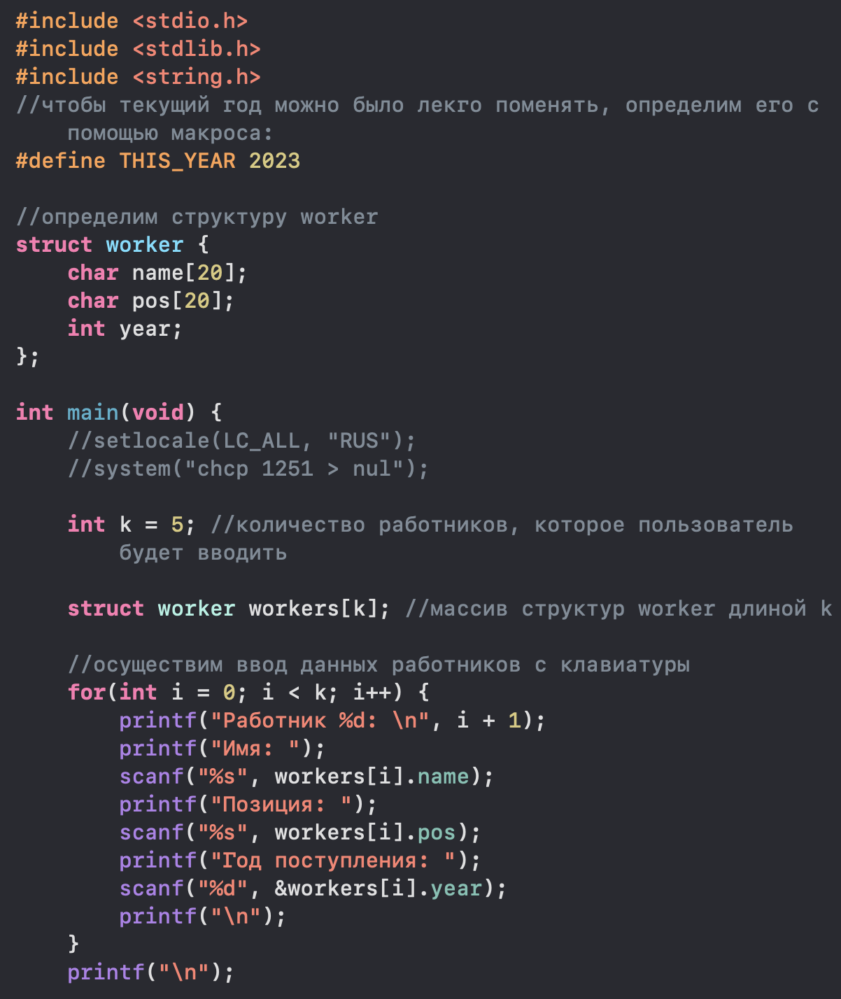 #include <stdio.h>
#include <stdlib.h>
#include <string.h>
//чтобы текущий год можно было лекго поменять, определим его с
    помощью макроса:
#define THIS_YEAR 2023

//определим структуру worker
struct worker {
    char name[20];
    char pos[20];
    int year;
};

int main(void) {
    //setlocale(LC_ALL, "RUS");
    //system("chcp 1251 > nul");

    int k = 5; //количество работников, которое пользователь
        будет вводить

    struct worker workers[k]; //массив структур worker длиной k

    //осуществим ввод данных работников с клавиатуры
    for(int i = 0; i < k; i++) {
        printf("Работник %d: \n", i + 1);
        printf("Имя: ");
        scanf("%s", workers[i].name);
        printf("Позиция: ");
        scanf("%s", workers[i].pos);
        printf("Год поступления: ");
        scanf("%d", &workers[i].year);
        printf("\n");
    }
    printf("\n");